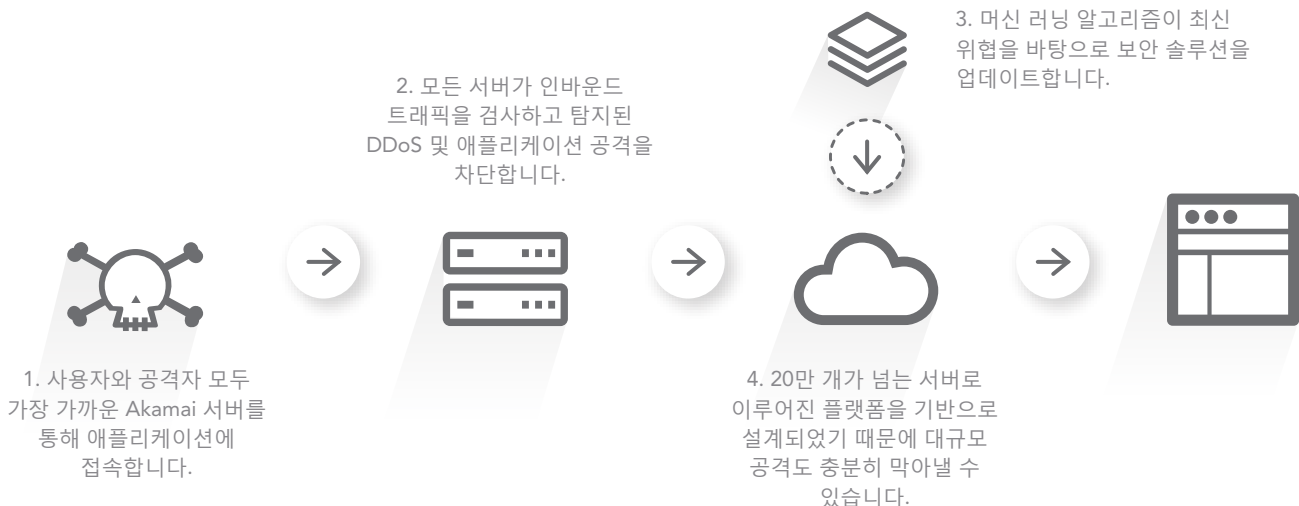 1. 사용자와 공격자 모두
가장 가까운 Akamai 서버를
통해 애플리케이션에
접속합니다.
2. 모든 서버가 인바운드
트래픽을 검사하고 탐지된
DDoS 및 애플리케이션 공격을
차단합니다.
3. 머신 러닝 알고리즘이 최신
위협을 바탕으로 보안 솔루션을
업데이트합니다.
4. 20만 개가 넘는 서버로
이루어진 플랫폼을 기반으로
설계되었기 때문에 대규모
공격도 충분히 막아낼 수
있습니다.